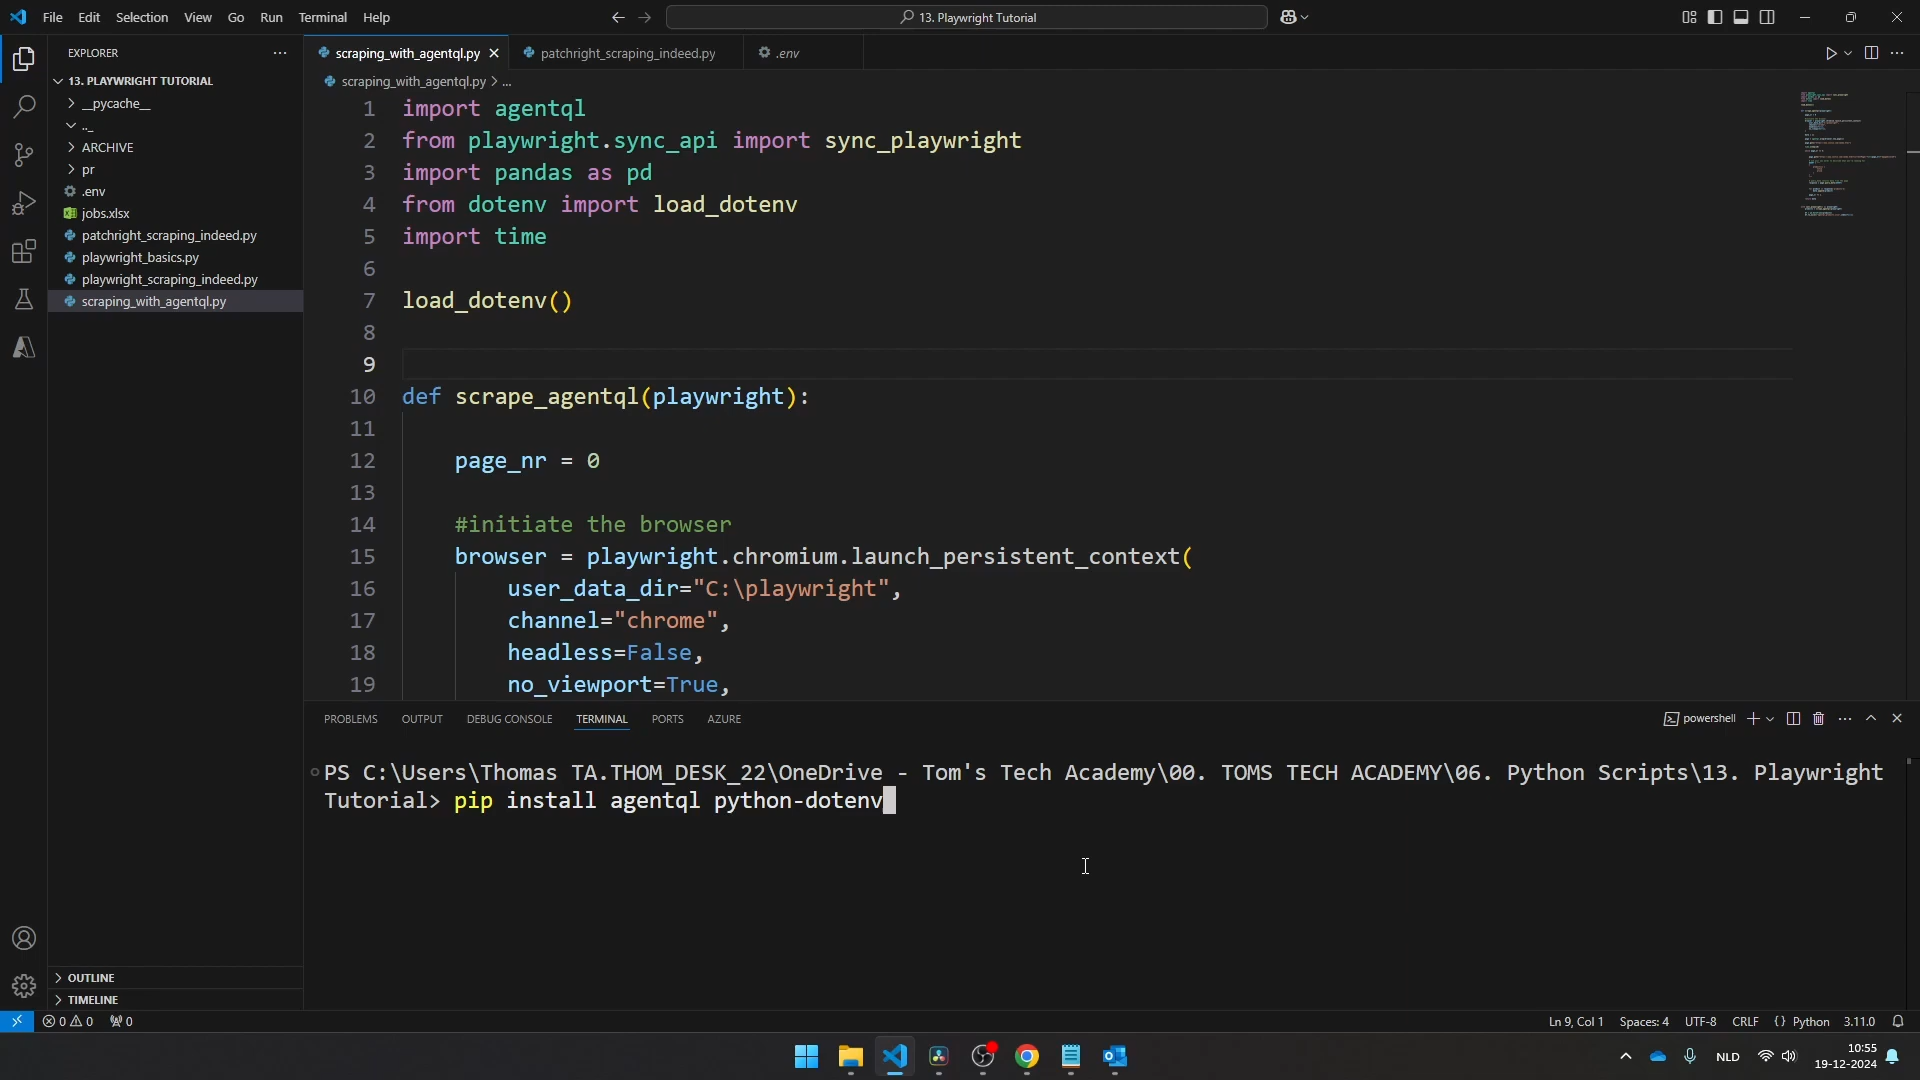 File Edit Selection View Go Run Terminal Help
13. Playwright Tutorial
EXPLORER
13. PLAYWRIGHT TUTORIAL
__pycache__
.._
ARCHIVE
pr
.env
jobs.xlsx
patchright_scraping_indeed.py
playwright_basics.py
playwright_scraping_indeed.py
scraping_with_agentql.py
OUTLINE
TIMELINE
scraping_with_agentql.py patchright_scraping_indeed.py .env
scraping_with_agentql.py > ...
1 import agentql
2 from playwright.sync_api import sync_playwright
3 import pandas as pd
4 from dotenv import load_dotenv
5 import time
6
7 load_dotenv()
8
9
10 def scrape_agentql(playwright):
11
12 page_nr = 0
13
14 #initiate the browser
15 browser = playwright.chromium.launch_persistent_context(
16 user_data_dir="C:\playwright",
17 channel="chrome",
18 headless=False,
19 no_viewport=True,
PROBLEMS OUTPUT DEBUG CONSOLE TERMINAL PORTS AZURE
powershell
PS C:\Users\Thomas TA.THOM_DESK_22\OneDrive - Tom's Tech Academy\00. TOMS TECH ACADEMY\06. Python Scripts\13. Playwright
Tutorial> pip install agentql python-dotenv
0 0 0
Ln 9, Col 1 Spaces: 4 UTF-8 CRLF {} Python 3.11.0
NLD
10:55
19-12-2024